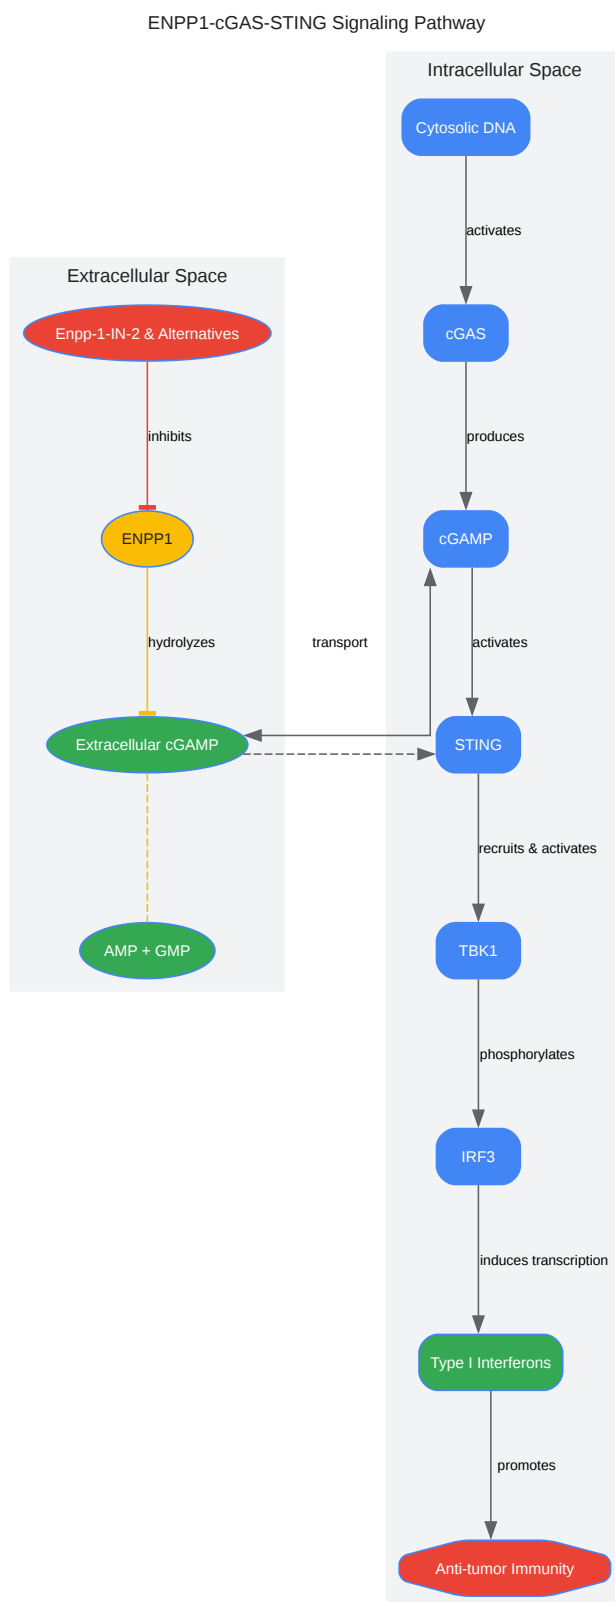 ENPP1-cGAS-STING Signaling Pathway
Intracellular Space
Cytosolic DNA
activates
Extracellular Space
Enpp-1-IN-2 & Alternatives
cGAS
inhibits
produces
ENPP1
cGAMP
hydrolyzes
transport
activates
Extracellular cGAMP
STING
recruits & activates
AMP + GMP
TBK1
phosphorylates
IRF3
induces transcription
Type I Interferons
promotes
Anti-tumor Immunity